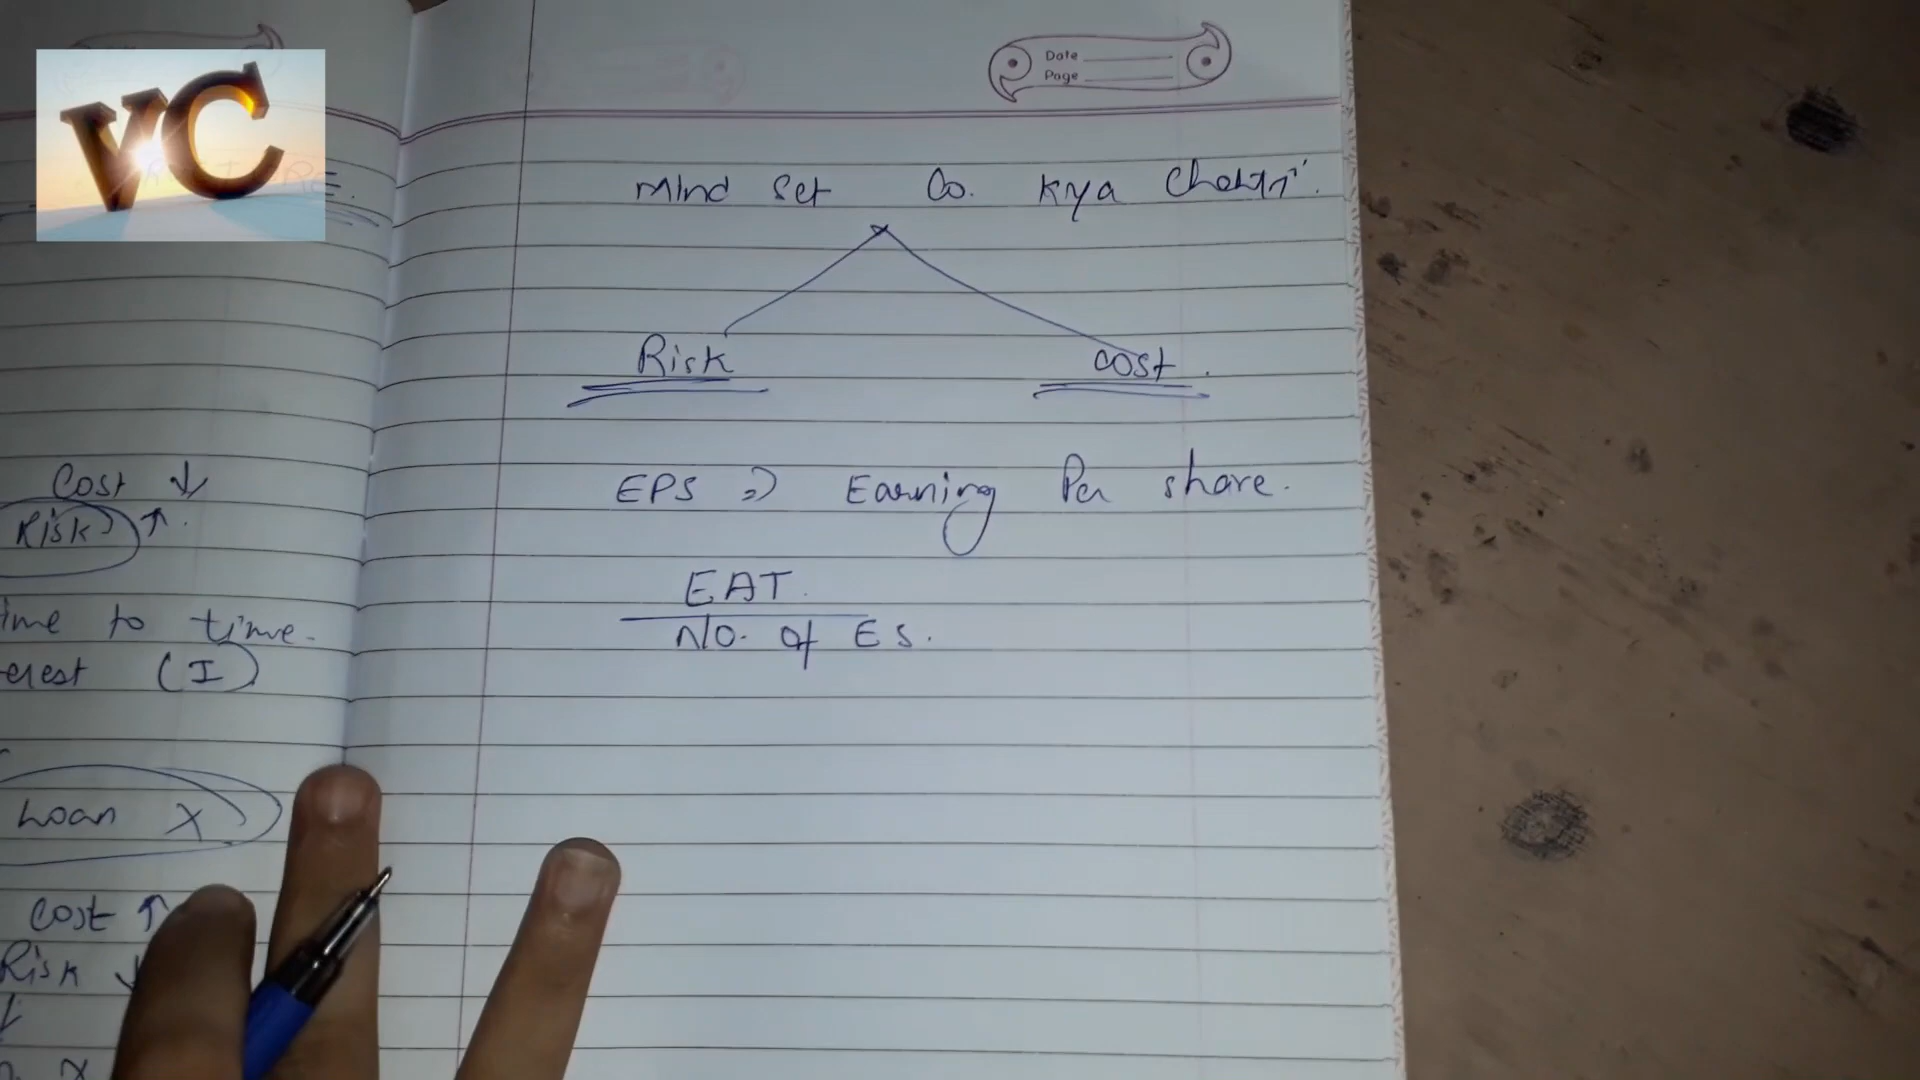 VC
Cost ↓
Risk ↑.
ime to time-
erest (I)
Loan X
Cost ↑
Risk ↓
X
Date
Page
Mind Set Co. Kya
Risk Cost.
EPS => Earning Per share.
EAT.
No. of ES.